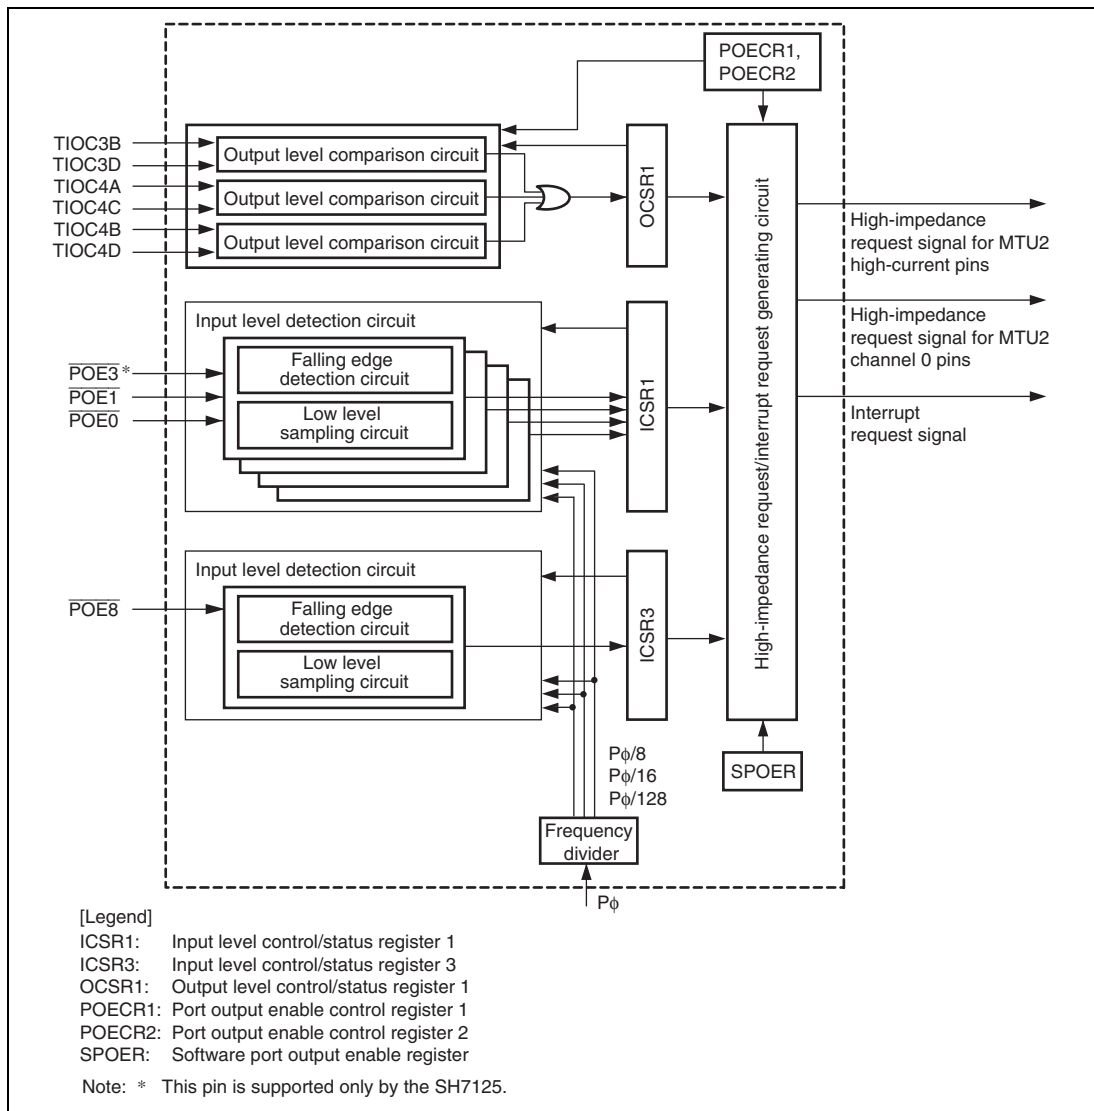 POECR1,
POECR2
TIOC3B
TIOC3D
TIOC4A
TIOC4C
TIOC4B
TIOC4D
Output level comparison circuit
Output level comparison circuit
Output level comparison circuit
OCSR1
High-impedance request/interrupt request generating circuit
High-impedance
request signal for MTU2
high-current pins
High-impedance
request signal for MTU2
channel 0 pins
Interrupt
request signal
Input level detection circuit
Falling edge
detection circuit
Low level
sampling circuit
POE3 *
POE1
POE0
ICSR1
Input level detection circuit
POE8
Falling edge
detection circuit
Low level
sampling circuit
ICSR3
SPOER
Pϕ/8
Pϕ/16
Pϕ/128
Frequency
divider
Pϕ
[Legend]
ICSR1: Input level control/status register 1
ICSR3: Input level control/status register 3
OCSR1: Output level control/status register 1
POECR1: Port output enable control register 1
POECR2: Port output enable control register 2
SPOER: Software port output enable register
Note: * This pin is supported only by the SH7125.